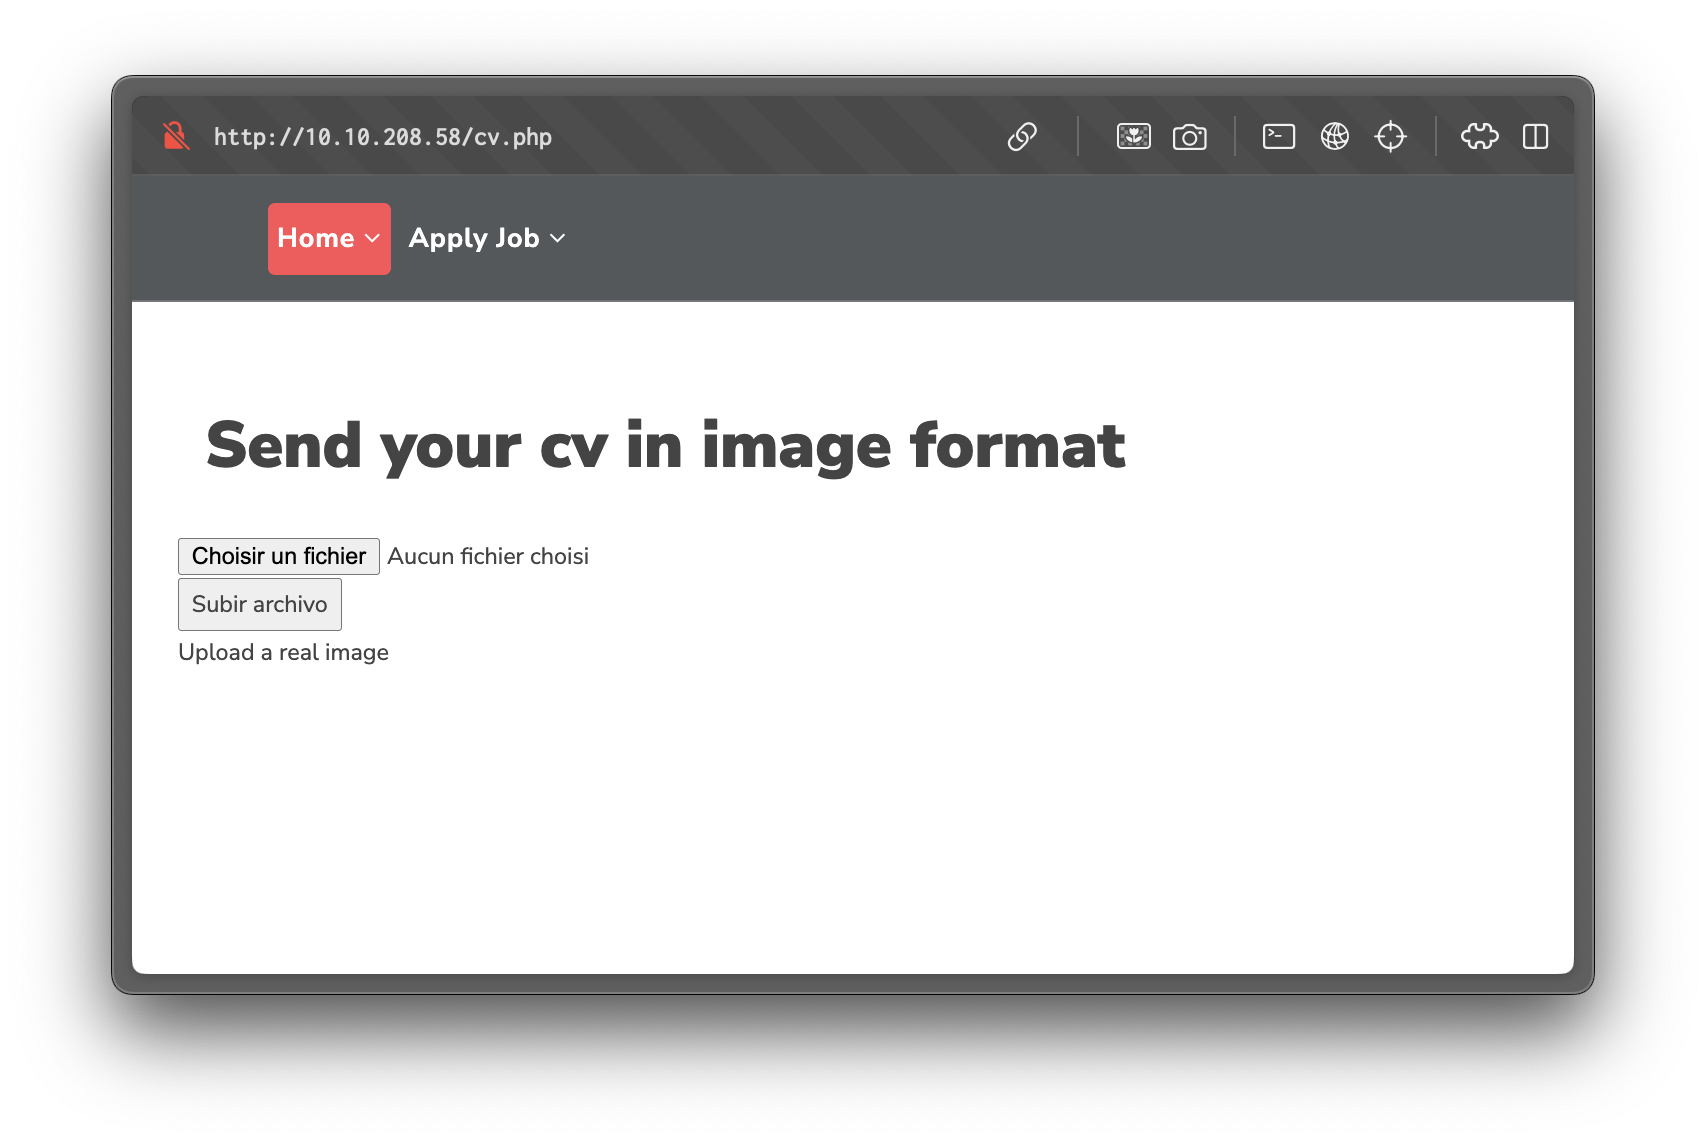 http://10.10.208.58/cv.php
Home Apply Job
Send your cv in image format
Choisir un fichier Aucun fichier choisi
Subir archivo
Upload a real image